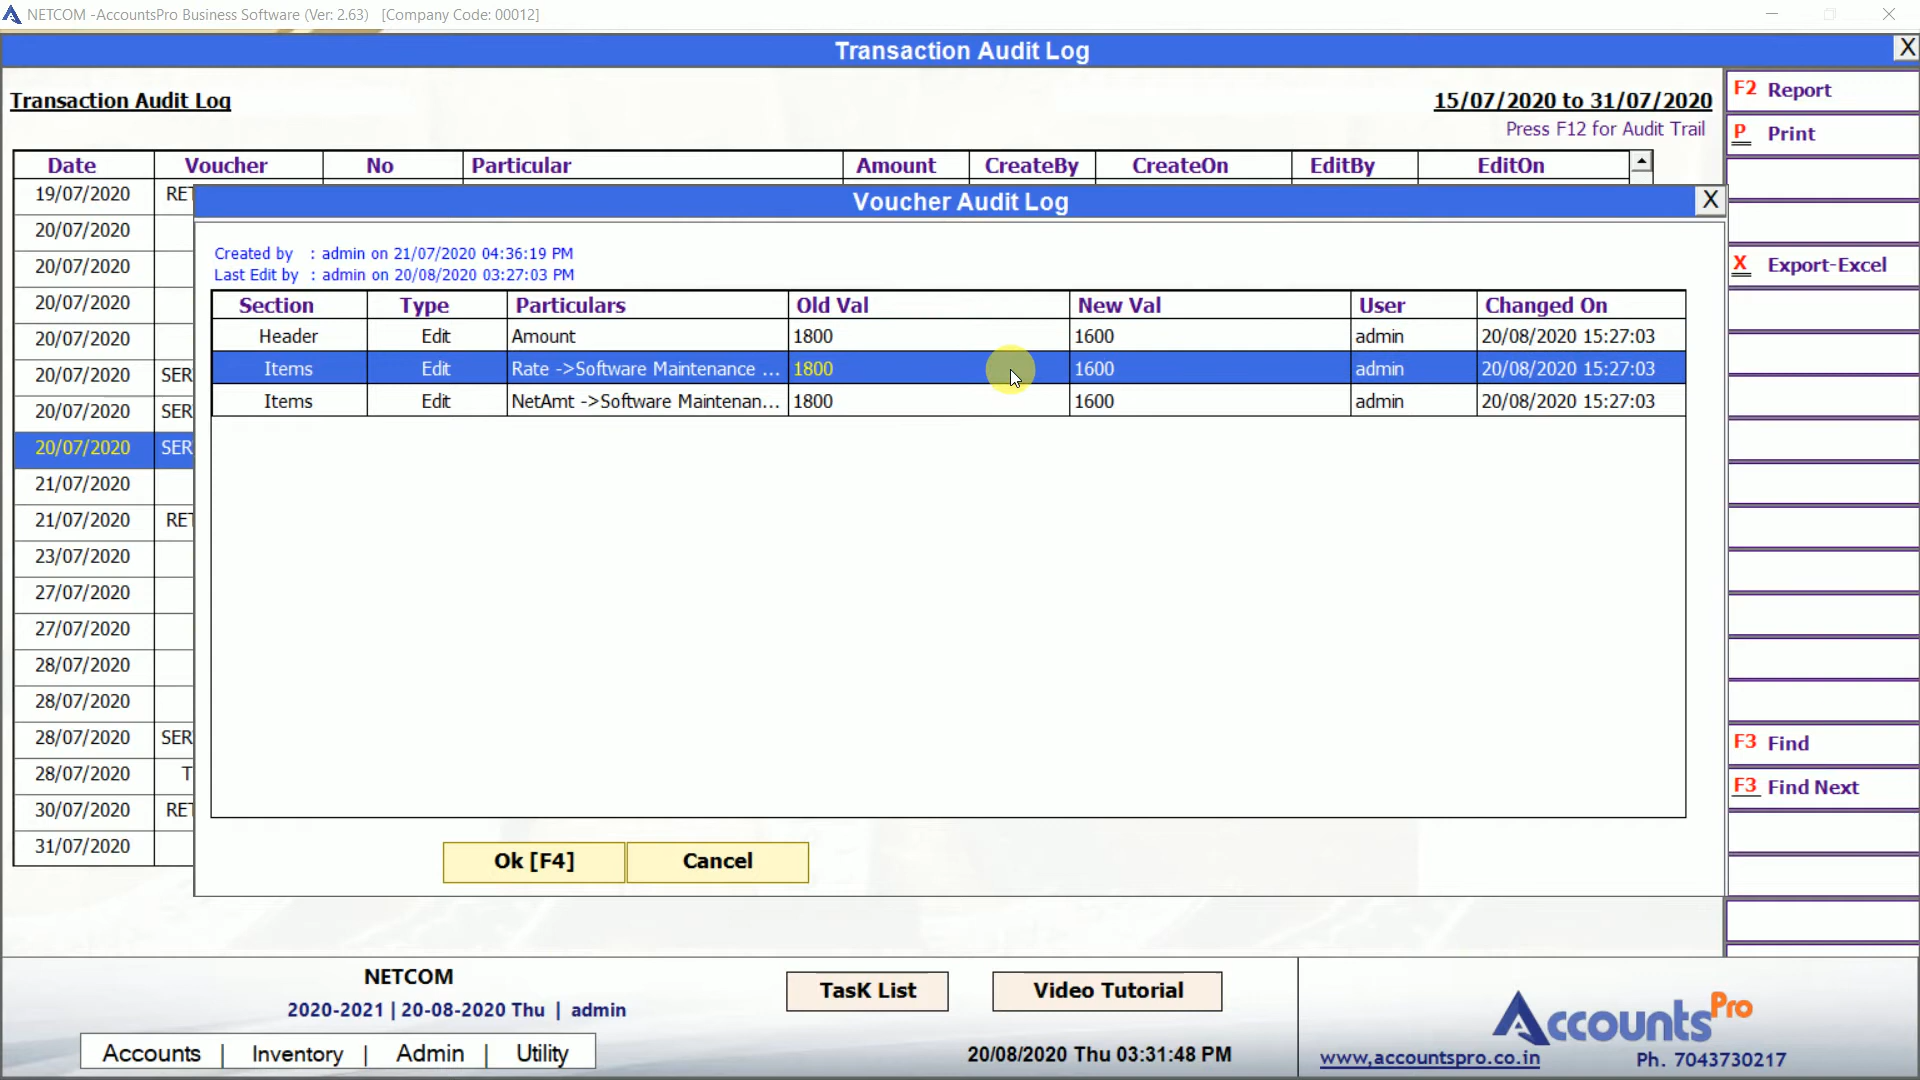 NETCOM -AccountsPro Business Software (Ver: 2.63)   [Company Code: 00012]
Transaction Audit Log X
Transaction Audit Log
15/07/2020 to 31/07/2020
Press F12 for Audit Trail
Date Voucher No Particular Amount CreateBy CreateOn EditBy EditOn
19/07/2020 RET
20/07/2020
20/07/2020
20/07/2020
20/07/2020
20/07/2020 SER
20/07/2020 SER
20/07/2020 SER
21/07/2020
21/07/2020 RET
23/07/2020
27/07/2020
27/07/2020
28/07/2020
28/07/2020
28/07/2020 SER
28/07/2020 T
30/07/2020 RET
31/07/2020
Voucher Audit Log X
Created by : admin on 21/07/2020 04:36:19 PM
Last Edit by : admin on 20/08/2020 03:27:03 PM
Section Type Particulars Old Val New Val User Changed On
Header Edit Amount 1800 1600 admin 20/08/2020 15:27:03
Items Edit Rate ->Software Maintenance ... 1800 1600 admin 20/08/2020 15:27:03
Items Edit NetAmt ->Software Maintenan... 1800 1600 admin 20/08/2020 15:27:03
Ok [F4] Cancel
F2 Report
P Print
X Export-Excel
F3 Find
F3 Find Next
NETCOM
2020-2021 | 20-08-2020 Thu | admin
Accounts | Inventory | Admin | Utility
TasK List Video Tutorial
20/08/2020 Thu 03:31:48 PM
AccountsPro
www,accountspro.co.in Ph. 7043730217